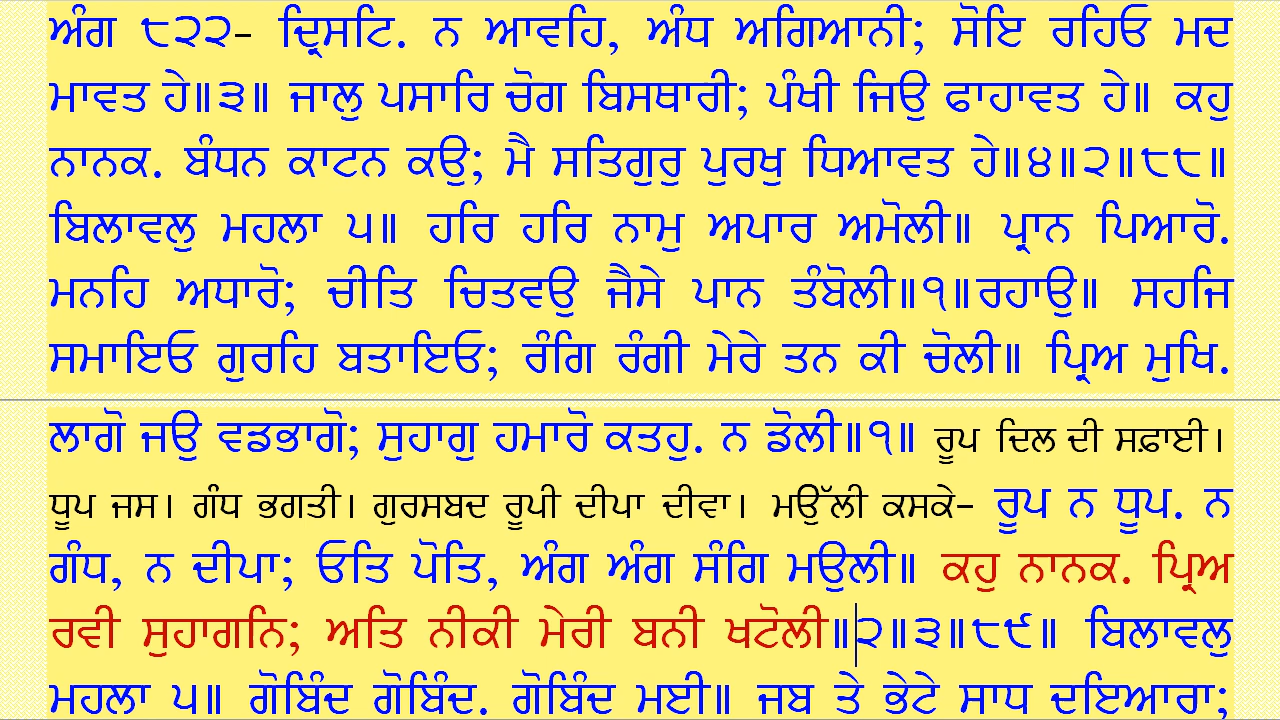 ਅੰਗ ੮੨੨– ਦ੍ਰਿਸਟਿ. ਨ ਆਵਹਿ, ਅੰਧ ਅਗਿਆਨੀ; ਸੋਇ ਰਹਿਓ ਮਦ
ਮਾਵਤ ਹੇ॥੩॥ ਜਾਲੁ ਪਸਾਰਿ ਚੋਗ ਬਿਸਥਾਰੀ; ਪੰਖੀ ਜਿਉ ਫਾਹਾਵਤ ਹੇ॥ ਕਹੁ
ਨਾਨਕ. ਬੰਧਨ ਕਾਟਨ ਕਉ; ਮੈ ਸਤਿਗੁਰੁ ਪੁਰਖੁ ਧਿਆਵਤ ਹੇ॥੪॥੨॥੮੮॥
ਬਿਲਾਵਲੁ ਮਹਲਾ ੫॥ ਹਰਿ ਹਰਿ ਨਾਮੁ ਅਪਾਰ ਅਮੋਲੀ॥ ਪ੍ਰਾਨ ਪਿਆਰੋ.
ਮਨਹਿ ਅਧਾਰੋ; ਚੀਤਿ ਚਿਤਵਉ ਜੈਸੇ ਪਾਨ ਤੰਬੋਲੀ॥੧॥ਰਹਾਉ॥ ਸਹਜਿ
ਸਮਾਇਓ ਗੁਰਹਿ ਬਤਾਇਓ; ਰੰਗਿ ਰੰਗੀ ਮੇਰੇ ਤਨ ਕੀ ਚੋਲੀ॥ ਪ੍ਰਿਅ ਮੁਖਿ.
ਲਾਗੋ ਜਉ ਵਡਭਾਗੋ; ਸੁਹਾਗੁ ਹਮਾਰੋ ਕਤਹੁ. ਨ ਡੋਲੀ॥੧॥ ਰੂਪ ਦਿਲ ਦੀ ਸਫ਼ਾਈ।
ਧੂਪ ਜਸ। ਗੰਧ ਭਗਤੀ। ਗੁਰਸਬਦ ਰੂਪੀ ਦੀਪਾ ਦੀਵਾ। ਮਉੱਲੀ ਕਸਕੇ– ਰੂਪ ਨ ਧੂਪ. ਨ
ਗੰਧ, ਨ ਦੀਪਾ; ਓਤਿ ਪੋਤਿ, ਅੰਗ ਅੰਗ ਸੰਗਿ ਮਉਲੀ॥ ਕਹੁ ਨਾਨਕ. ਪ੍ਰਿਅ
ਰਵੀ ਸੁਹਾਗਨਿ; ਅਤਿ ਨੀਕੀ ਮੇਰੀ ਬਨੀ ਖਟੋਲੀ॥੨॥੩॥੮੯॥ ਬਿਲਾਵਲੁ
ਮਹਲਾ ੫॥ ਗੋਬਿੰਦ ਗੋਬਿੰਦ. ਗੋਬਿੰਦ ਮਈ॥ ਜਬ ਤੇ ਭੇਟੇ ਸਾਧ ਦਇਆਰਾ;